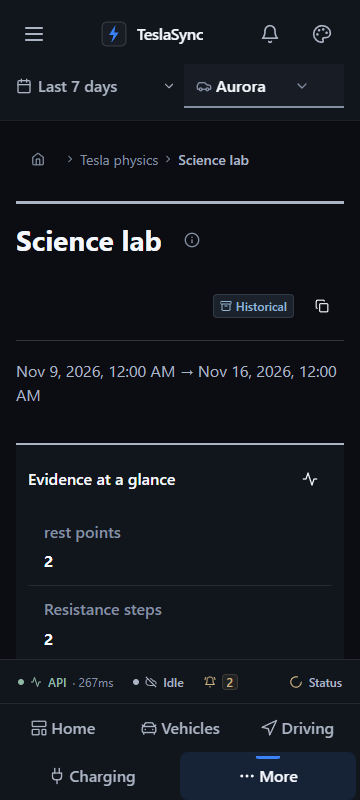 TeslaSync
Last 7 days
Aurora
Tesla physics
Science lab
Science lab
Historical
Nov 9, 2026, 12:00 AM → Nov 16, 2026, 12:00
AM
Evidence at a glance
rest points
2
Resistance steps
2
API · 267ms
Idle
2
Status
Home
Vehicles
Driving
Charging
More